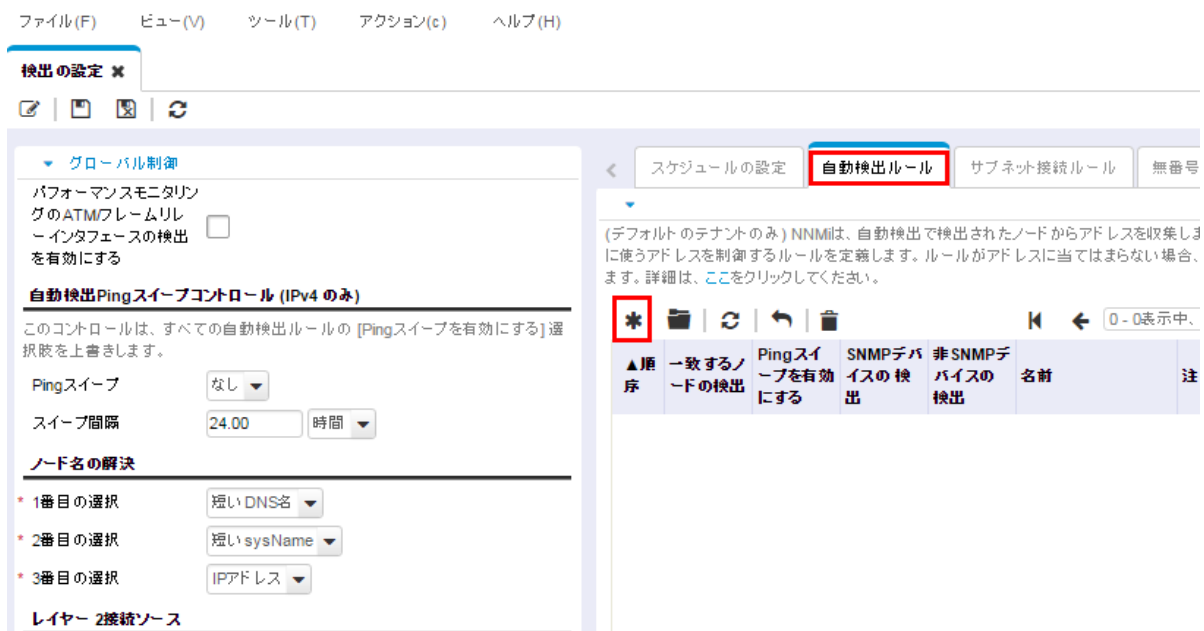 ファイル(F) ビュー(V) ツール(T) アクション(c) ヘルプ(H)
検出の設定
グローバル制御
パフォーマンスモニタリン
グのATM/フレームリレ
ーインタフェースの検出
を有効にする
自動検出Pingスイープコントロール (IPv4 のみ)
このコントロールは、すべての自動検出ルールの [Pingスイープを有効にする] 選
択肢を上書きします。
Pingスイープ なし
スイープ間隔 24.00 時間
ノード名の解決
* 1番目の選択 短い DNS名
* 2番目の選択 短い sysName
* 3番目の選択 IPアドレス
レイヤー 2接続ソース
スケジュールの設定 自動検出ルール サブネット接続ルール 無番号
(デフォルトのテナントのみ) NNMiは、自動検出で検出されたノードからアドレスを収集しま
に使うアドレスを制御するルールを定義します。ルールがアドレスに当てはまらない場合、
ます。詳細は、ここをクリックしてください。
0 - 0表示中、
▲順
序
一致するノ
ードの検出
Pingスイ
ープを有効
にする
SNMPデバ
イスの 検
出
非SNMPデ
バイスの
検出
名前
注